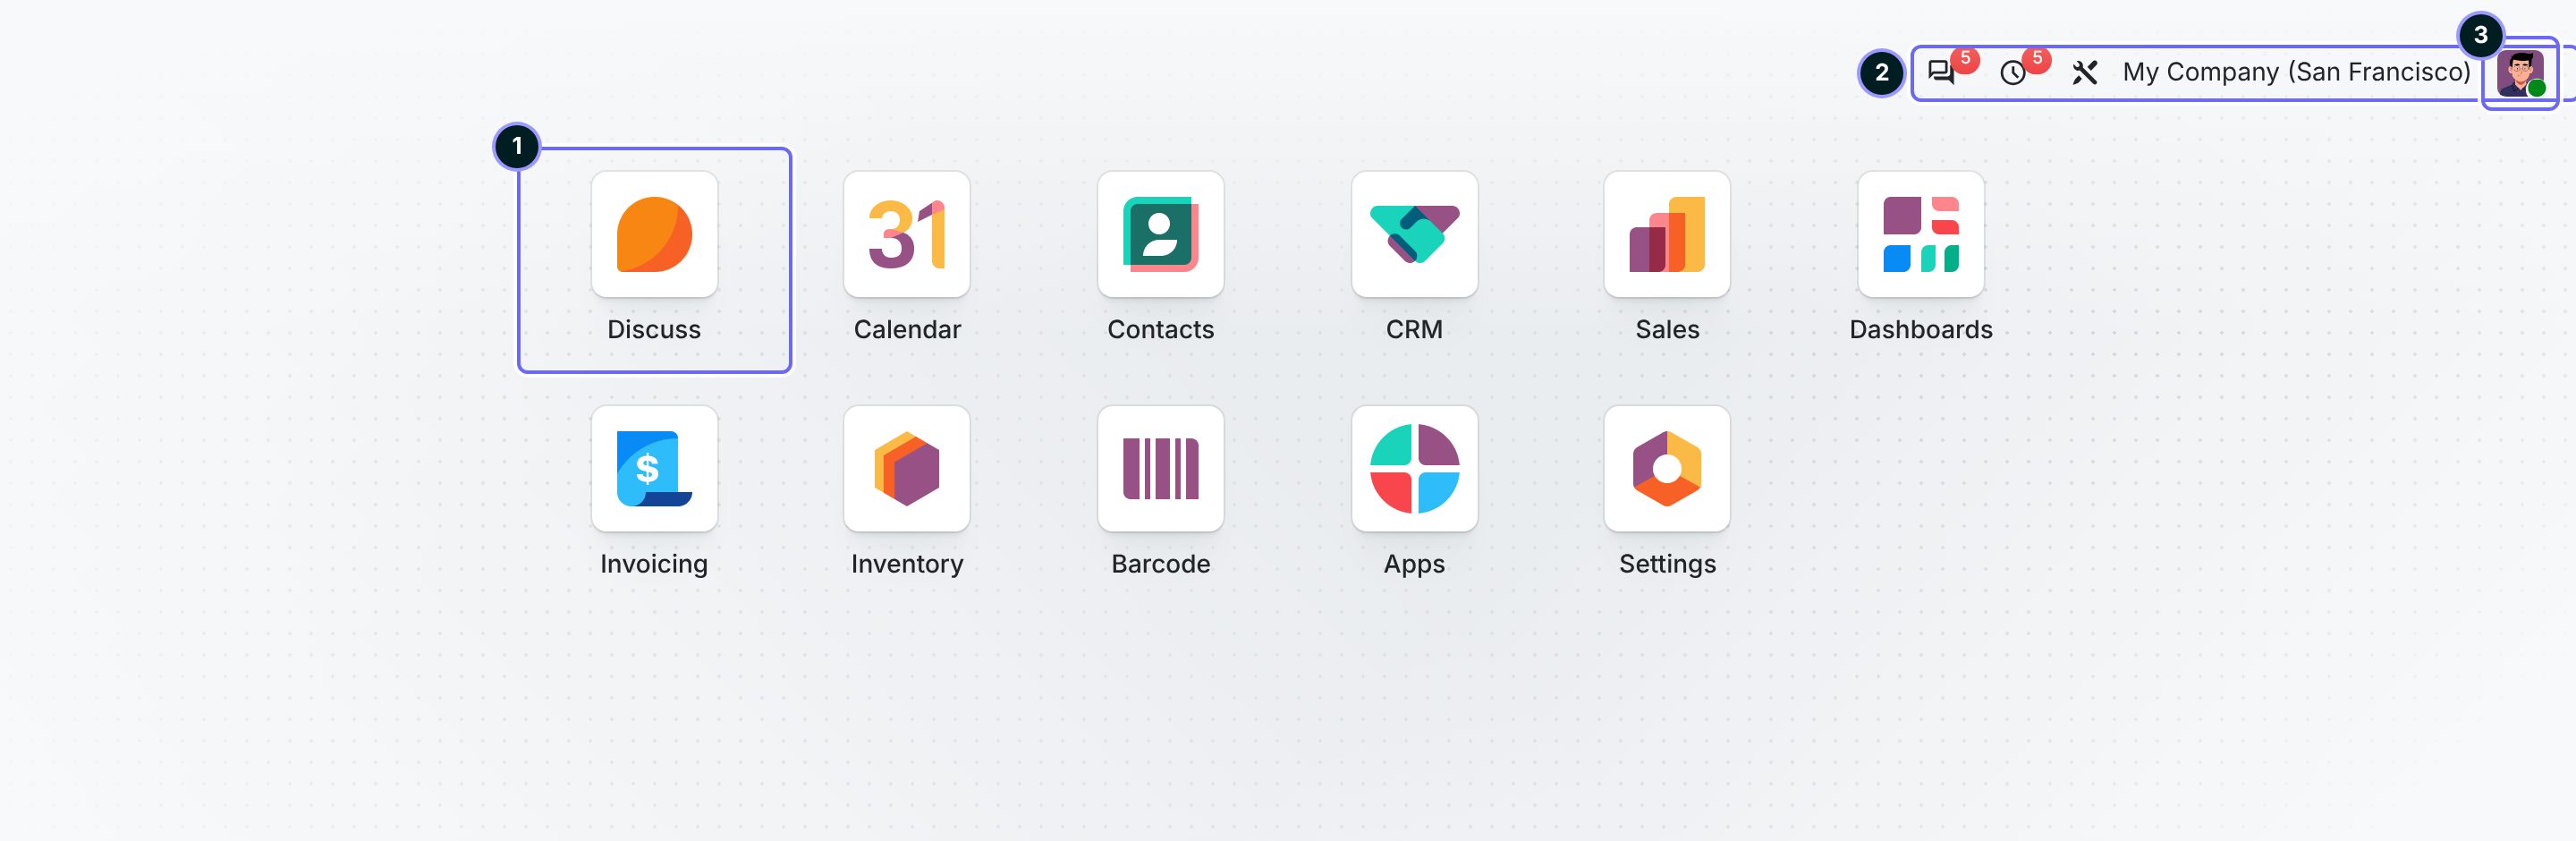 3
2 5 5 My Company (San Francisco)
1
31
Discuss Calendar Contacts CRM Sales Dashboards
$
Invoicing Inventory Barcode Apps Settings